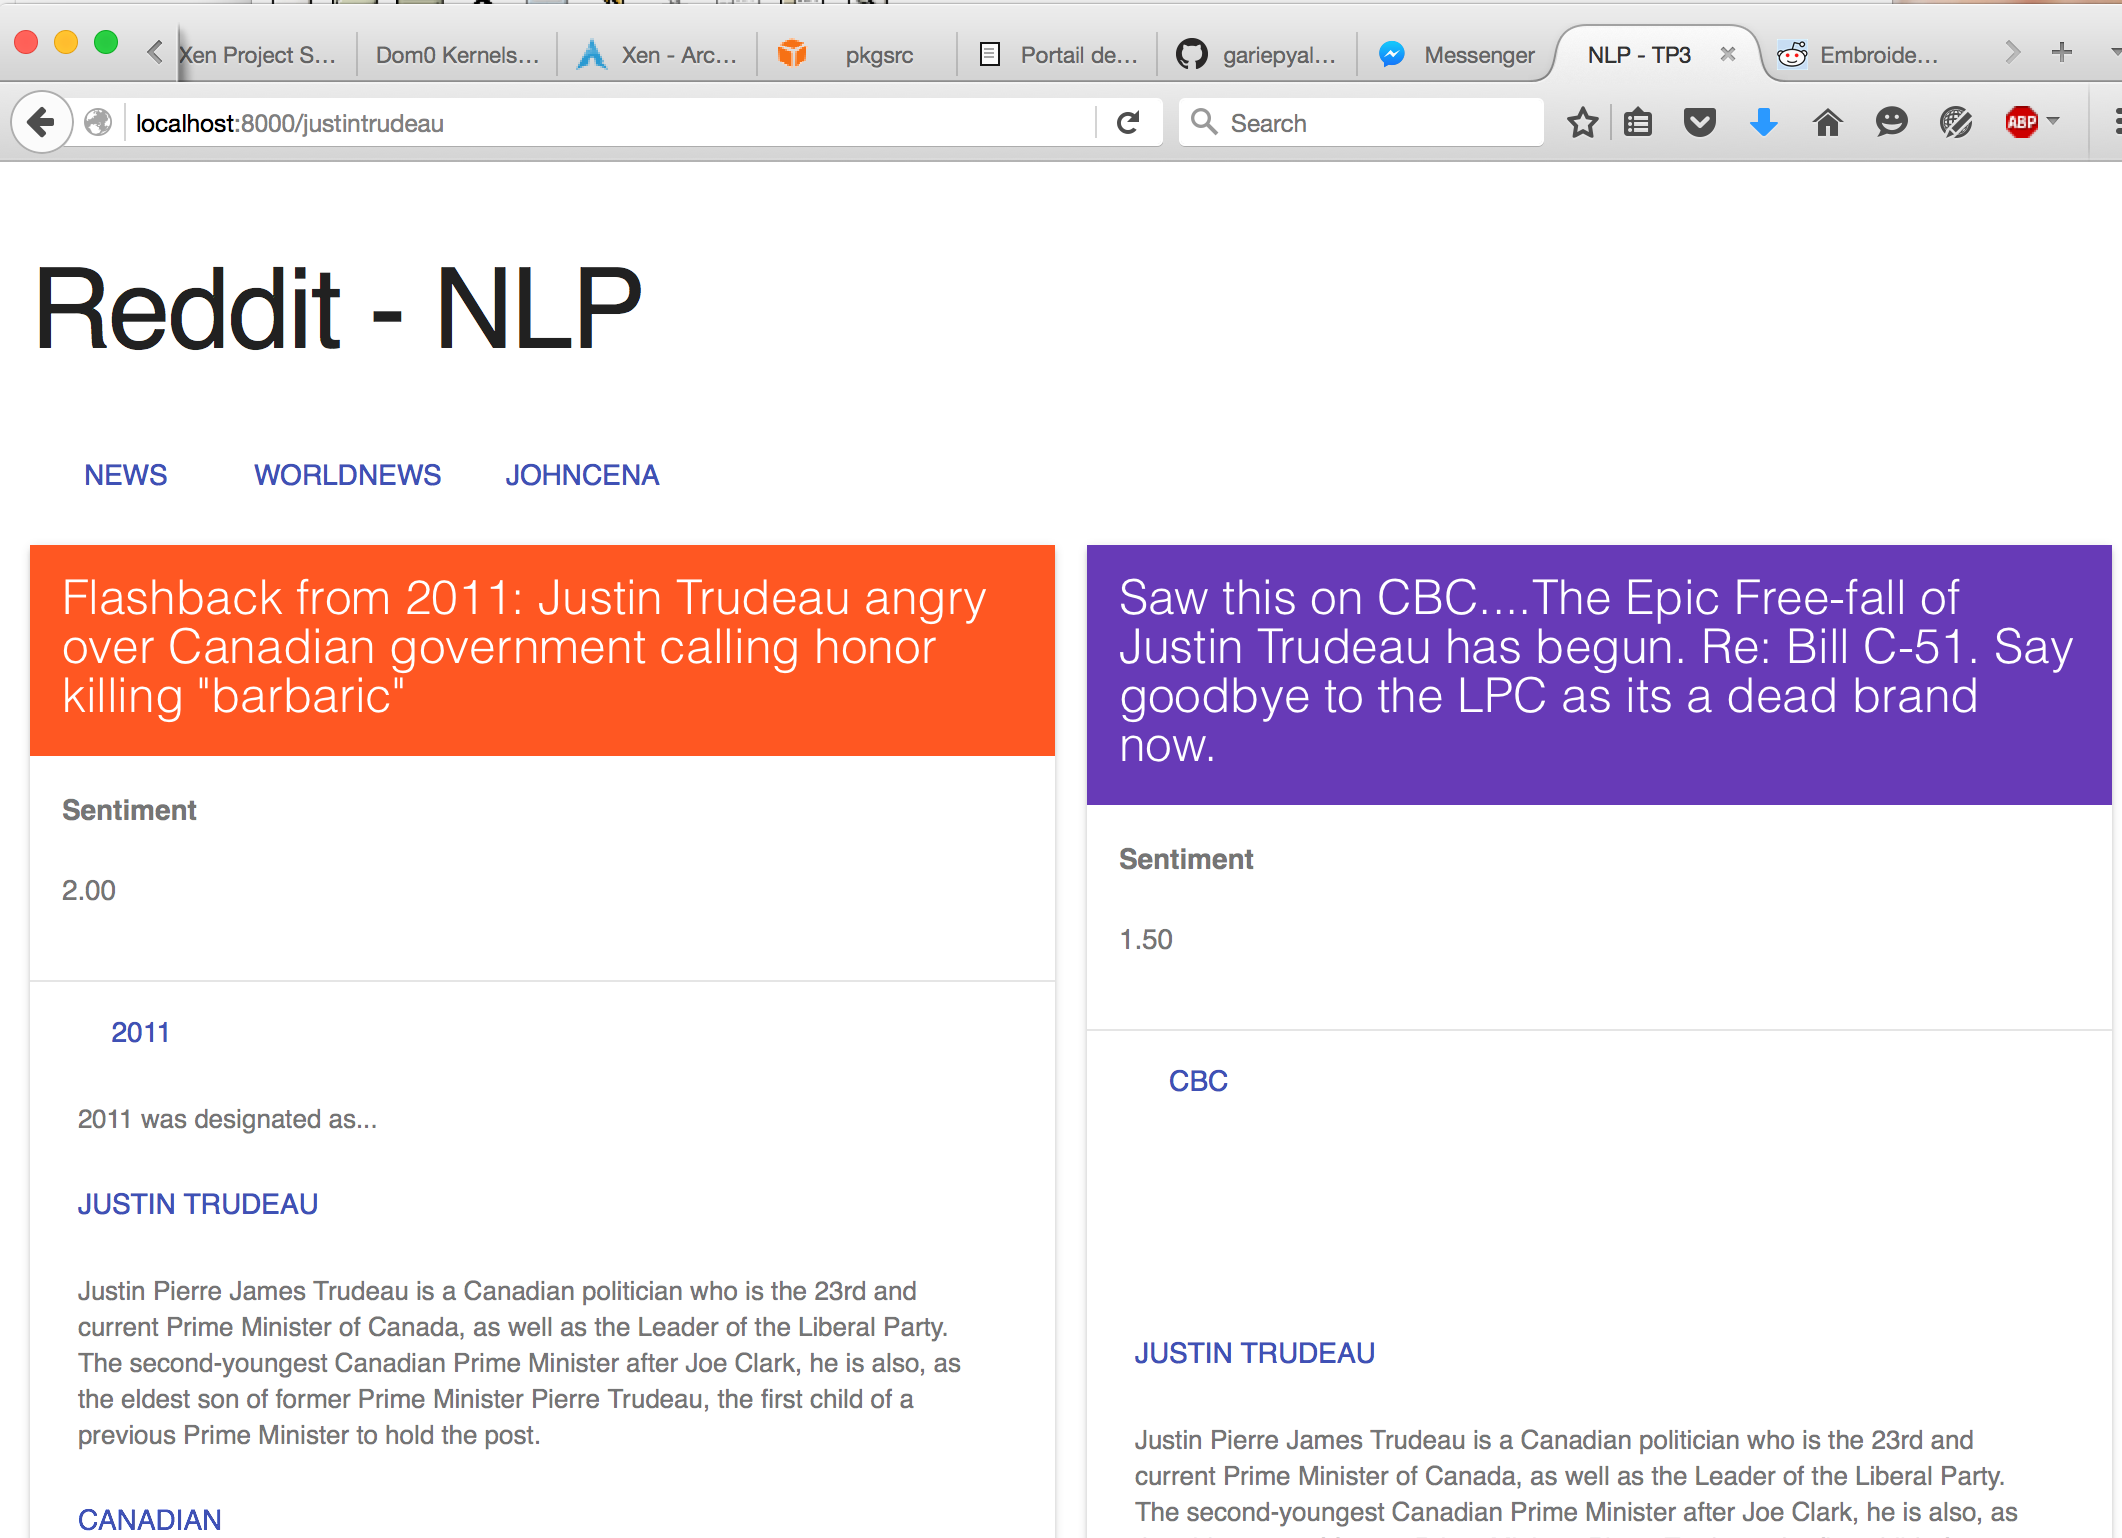 Xen Project S...
Dom0 Kernels...
Xen - Arc...
pkgsrc
Portail de...
gariepyal...
Messenger
NLP - TP3
Embroide...
localhost:8000/justintrudeau
Search
ABP
Reddit - NLP
NEWS
WORLDNEWS
JOHNCENA
Flashback from 2011: Justin Trudeau angry
over Canadian government calling honor
killing "barbaric"
Sentiment
2.00
2011
2011 was designated as...
JUSTIN TRUDEAU
Justin Pierre James Trudeau is a Canadian politician who is the 23rd and
current Prime Minister of Canada, as well as the Leader of the Liberal Party.
The second-youngest Canadian Prime Minister after Joe Clark, he is also, as
the eldest son of former Prime Minister Pierre Trudeau, the first child of a
previous Prime Minister to hold the post.
CANADIAN
Saw this on CBC....The Epic Free-fall of
Justin Trudeau has begun. Re: Bill C-51. Say
goodbye to the LPC as its a dead brand
now.
Sentiment
1.50
CBC
JUSTIN TRUDEAU
Justin Pierre James Trudeau is a Canadian politician who is the 23rd and
current Prime Minister of Canada, as well as the Leader of the Liberal Party.
The second-youngest Canadian Prime Minister after Joe Clark, he is also, as